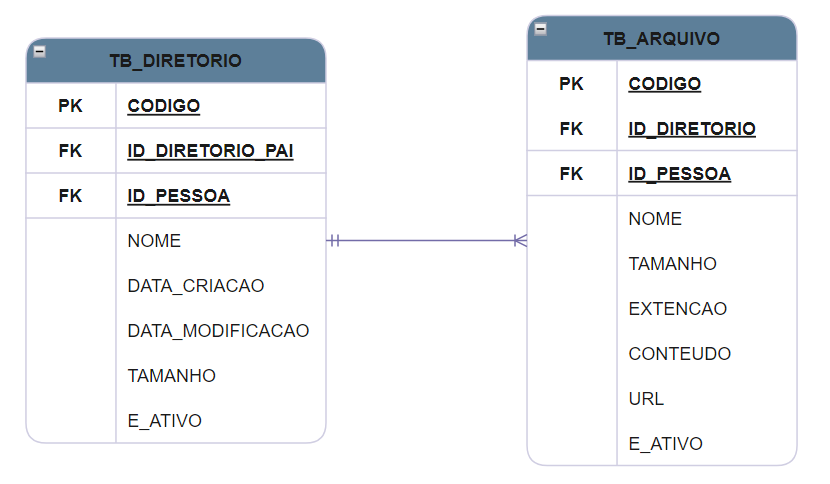 TB_DIRETORIO
PK CODIGO
FK ID_DIRETORIO_PAI
FK ID_PESSOA
NOME
DATA_CRIACAO
DATA_MODIFICACAO
TAMANHO
E_ATIVO
TB_ARQUIVO
PK CODIGO
FK ID_DIRETORIO
FK ID_PESSOA
NOME
TAMANHO
EXTENCAO
CONTEUDO
URL
E_ATIVO